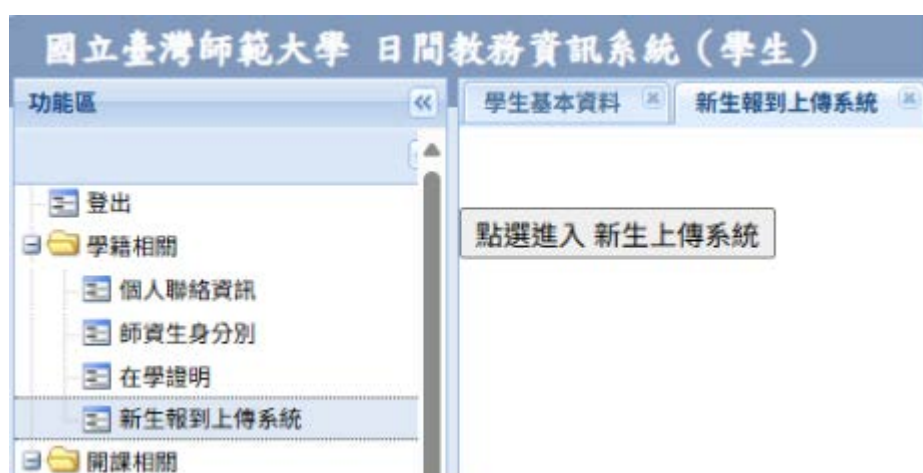 國立臺灣師範大學 日間教務資訊系統（學生）
功能區
學生基本資料
新生報到上傳系統
登出
學籍相關
個人聯絡資訊
師資生身分別
在學證明
新生報到上傳系統
開課相關
點選進入 新生上傳系統